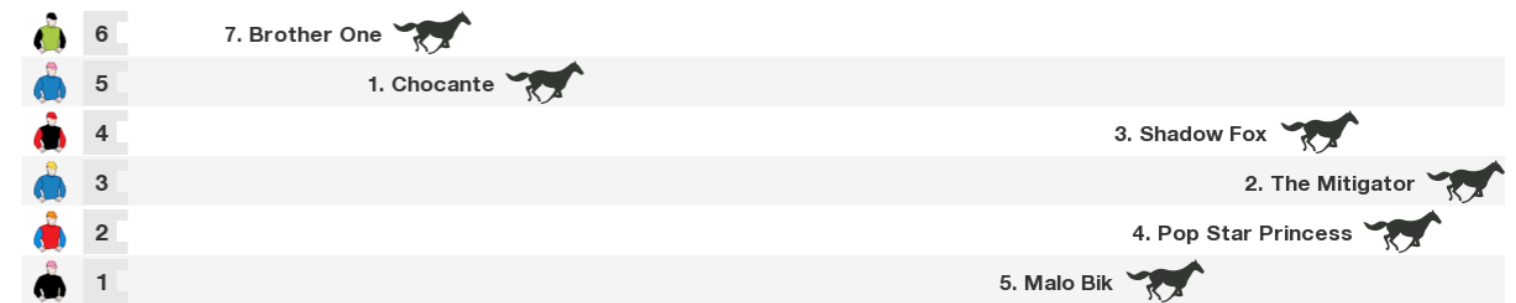 6 7. Brother One
5 1. Chocante
4 3. Shadow Fox
3 2. The Mitigator
2 4. Pop Star Princess
1 5. Malo Bik